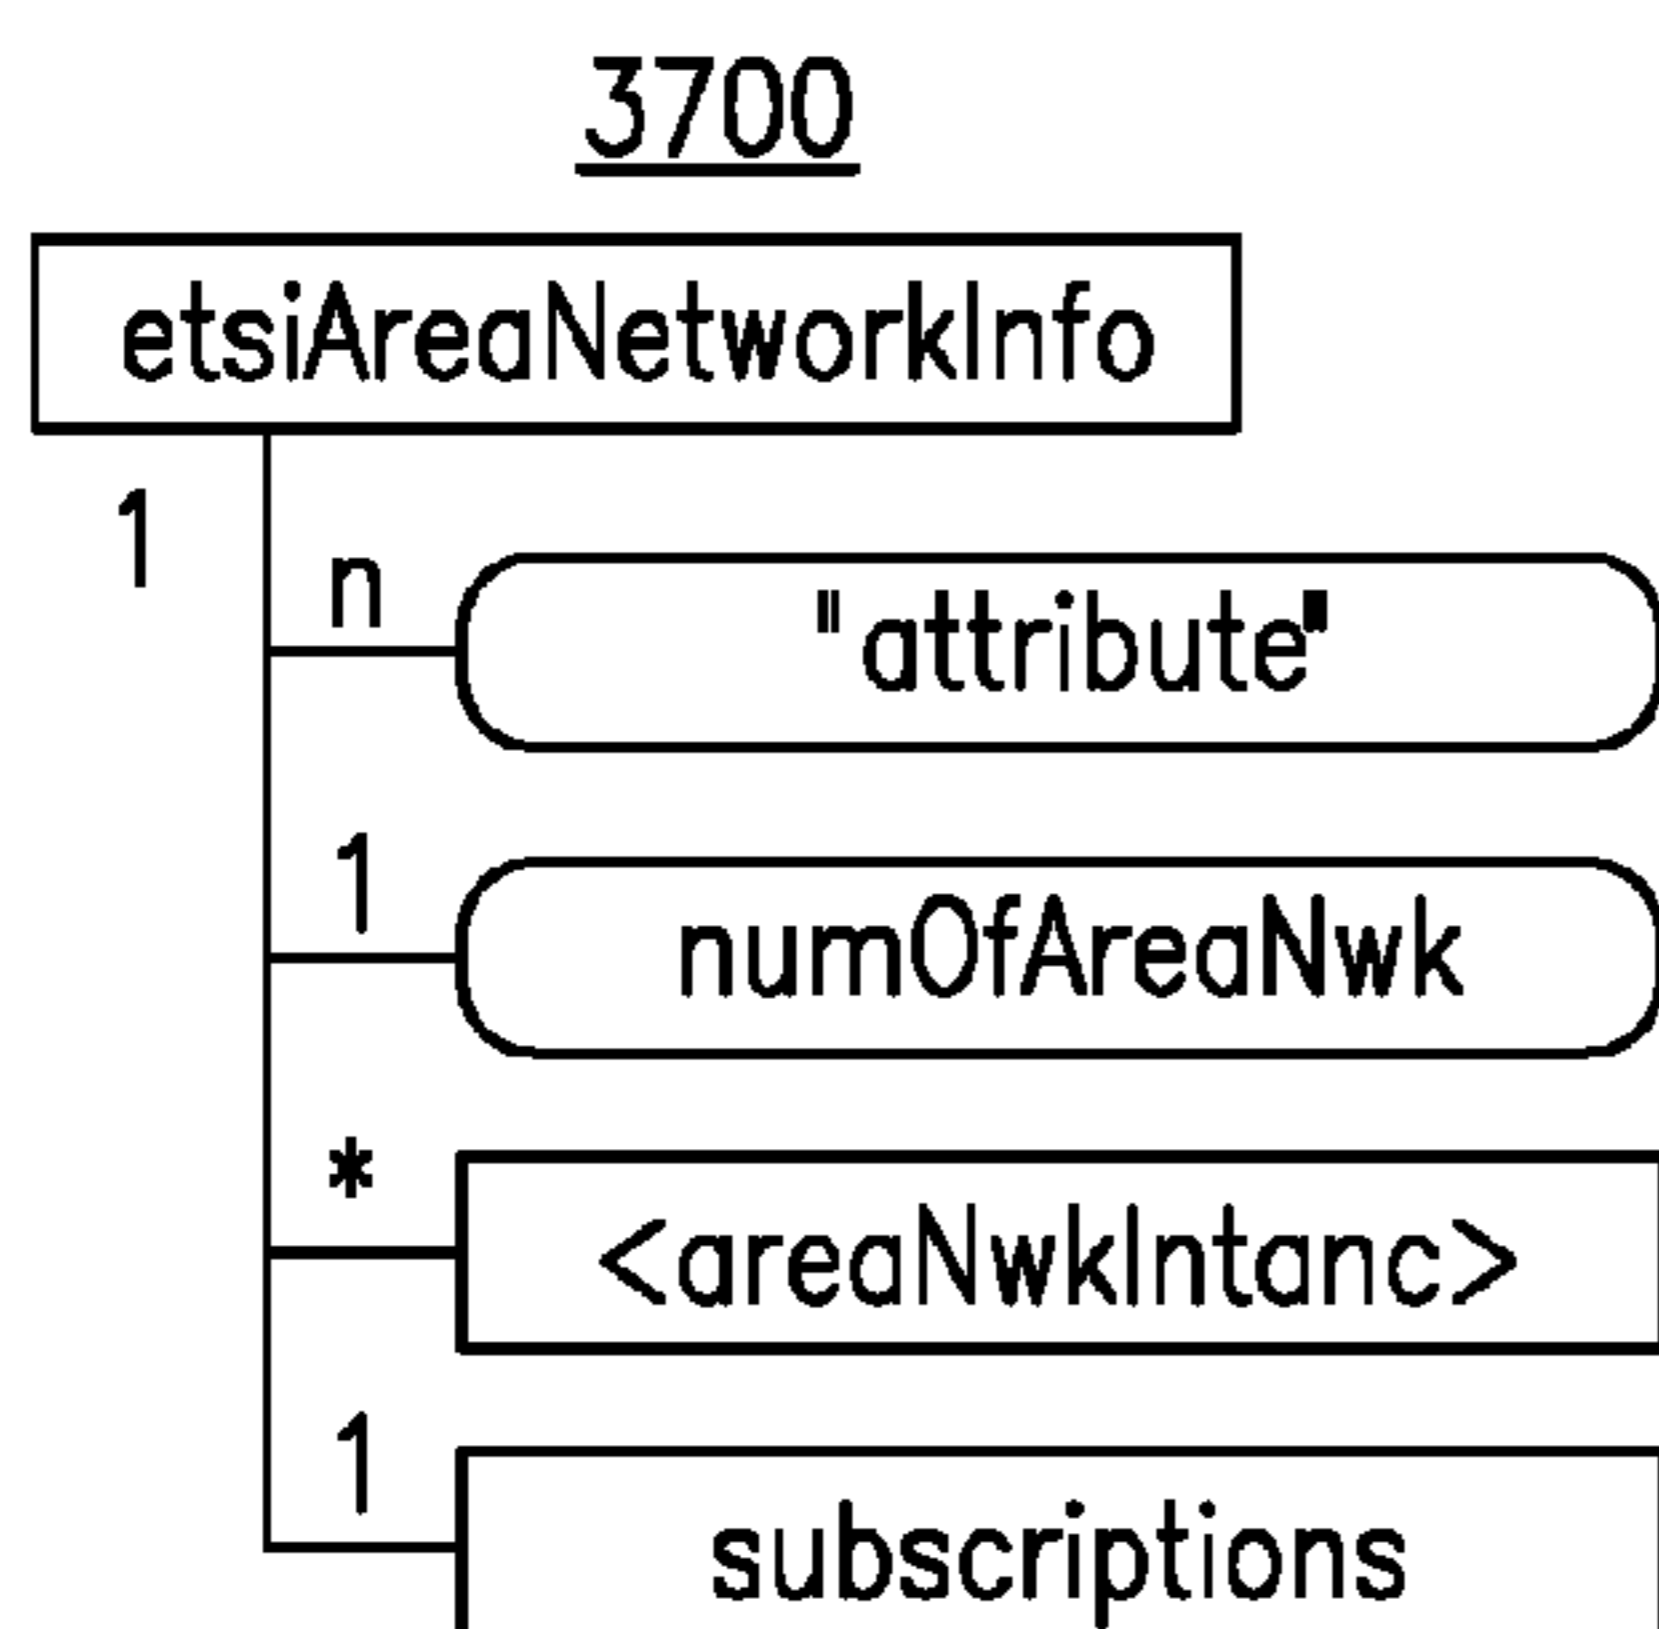 3700
etsiAreaNetworkInfo
1
n
"attribute"
1
numOfAreaNwk
*
<areaNwkIntanc>
1
subscriptions